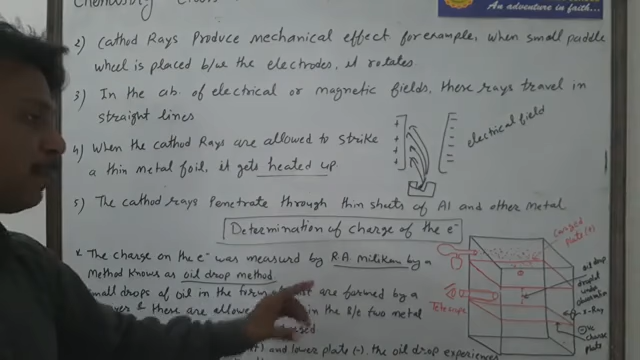 Chemistry Class
An adventure in faith...
2) Cathod Rays Produce mechanical effect for example, when small paddle
wheel is placed b/w the electrodes, it rotates.
3) In the ab. of electrical or magnetic fields, these rays travel in
straight lines
4) When the cathod Rays are allowed to strike
a thin metal foil, it gets heated up
electrical field
5) The cathod rays penetrate through thin sheets of Al and other metal
Determination of charge of the e⁻
* The charge on the e⁻ was measurd by R.A. milikan by a
method knows as oil drop method
small drops of oil in the form are formed by a
& these are allowe in the b/w two metal
and lower plate (-). the oil drop experiences
Plate (+)
oil drop
under
observation
x-Ray
Telescope
⊖ve
charge
Plate